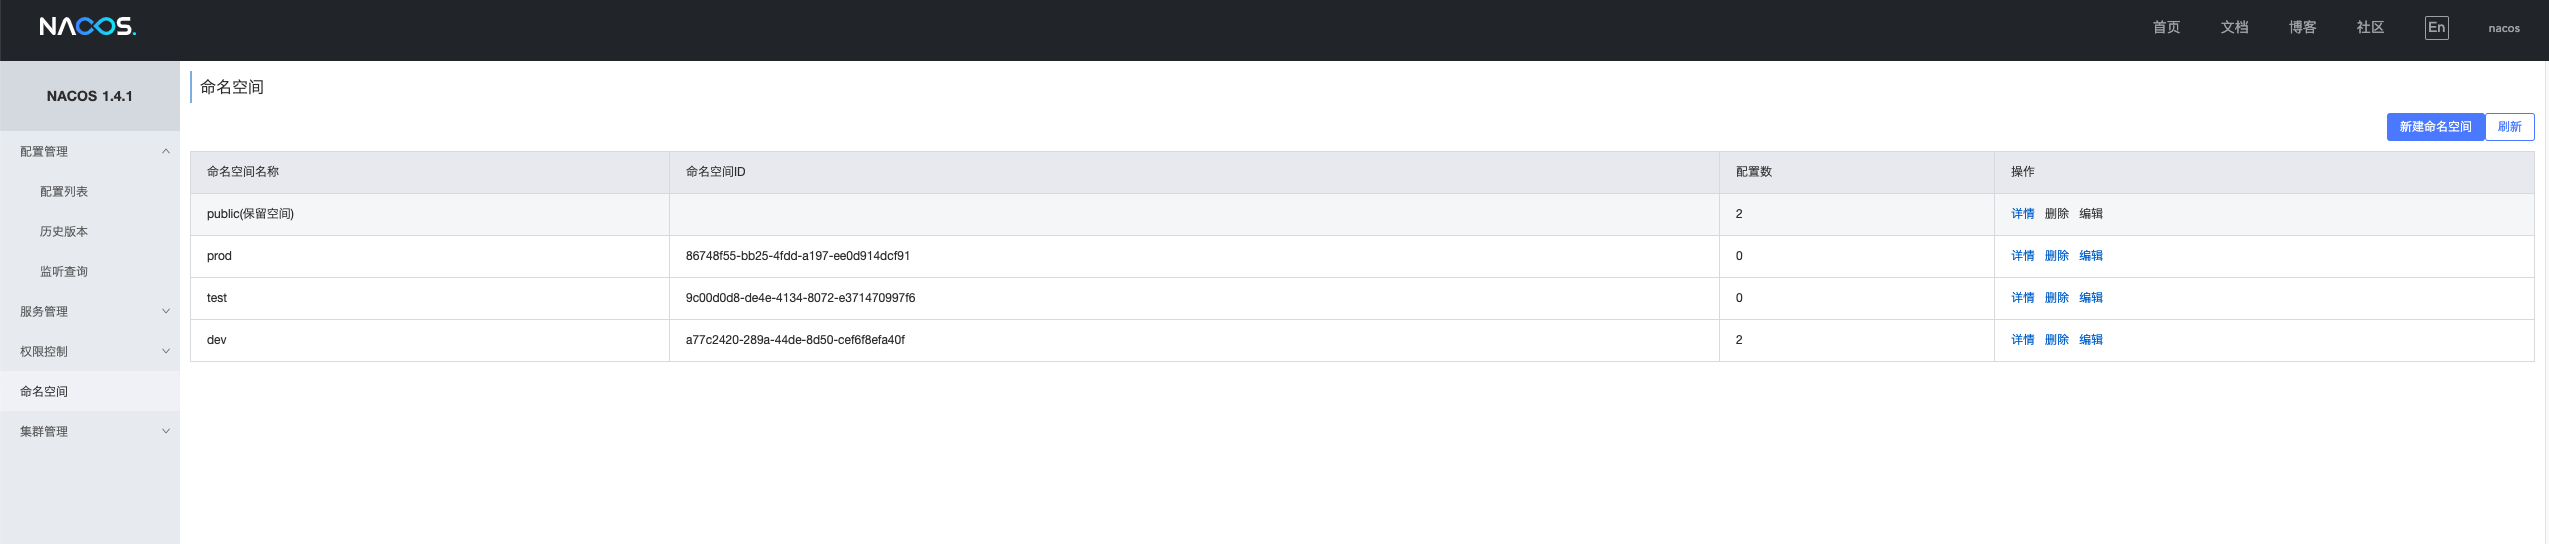 NACOS.
首页 文档 博客 社区 En nacos
NACOS 1.4.1
配置管理
配置列表
历史版本
监听查询
服务管理
权限控制
命名空间
集群管理
命名空间
新建命名空间 刷新
命名空间名称 命名空间ID 配置数 操作
public(保留空间) 2 详情 删除 编辑
prod 86748f55-bb25-4fdd-a197-ee0d914dcf91 0 详情 删除 编辑
test 9c00d0d8-de4e-4134-8072-e371470997f6 0 详情 删除 编辑
dev a77c2420-289a-44de-8d50-cef6f8efa40f 2 详情 删除 编辑